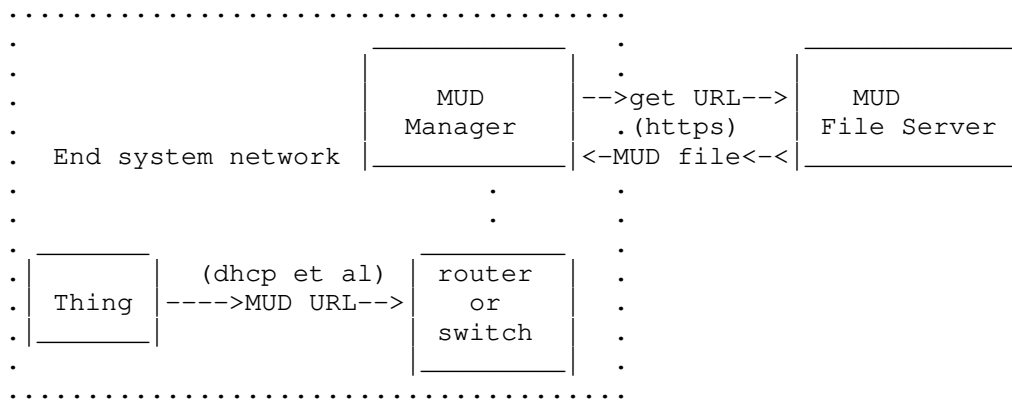 MUD -->get URL--> MUD
Manager (https) File Server
End system network <-MUD file<-<
(dhcp et al) router
Thing ---->MUD URL--> or
switch